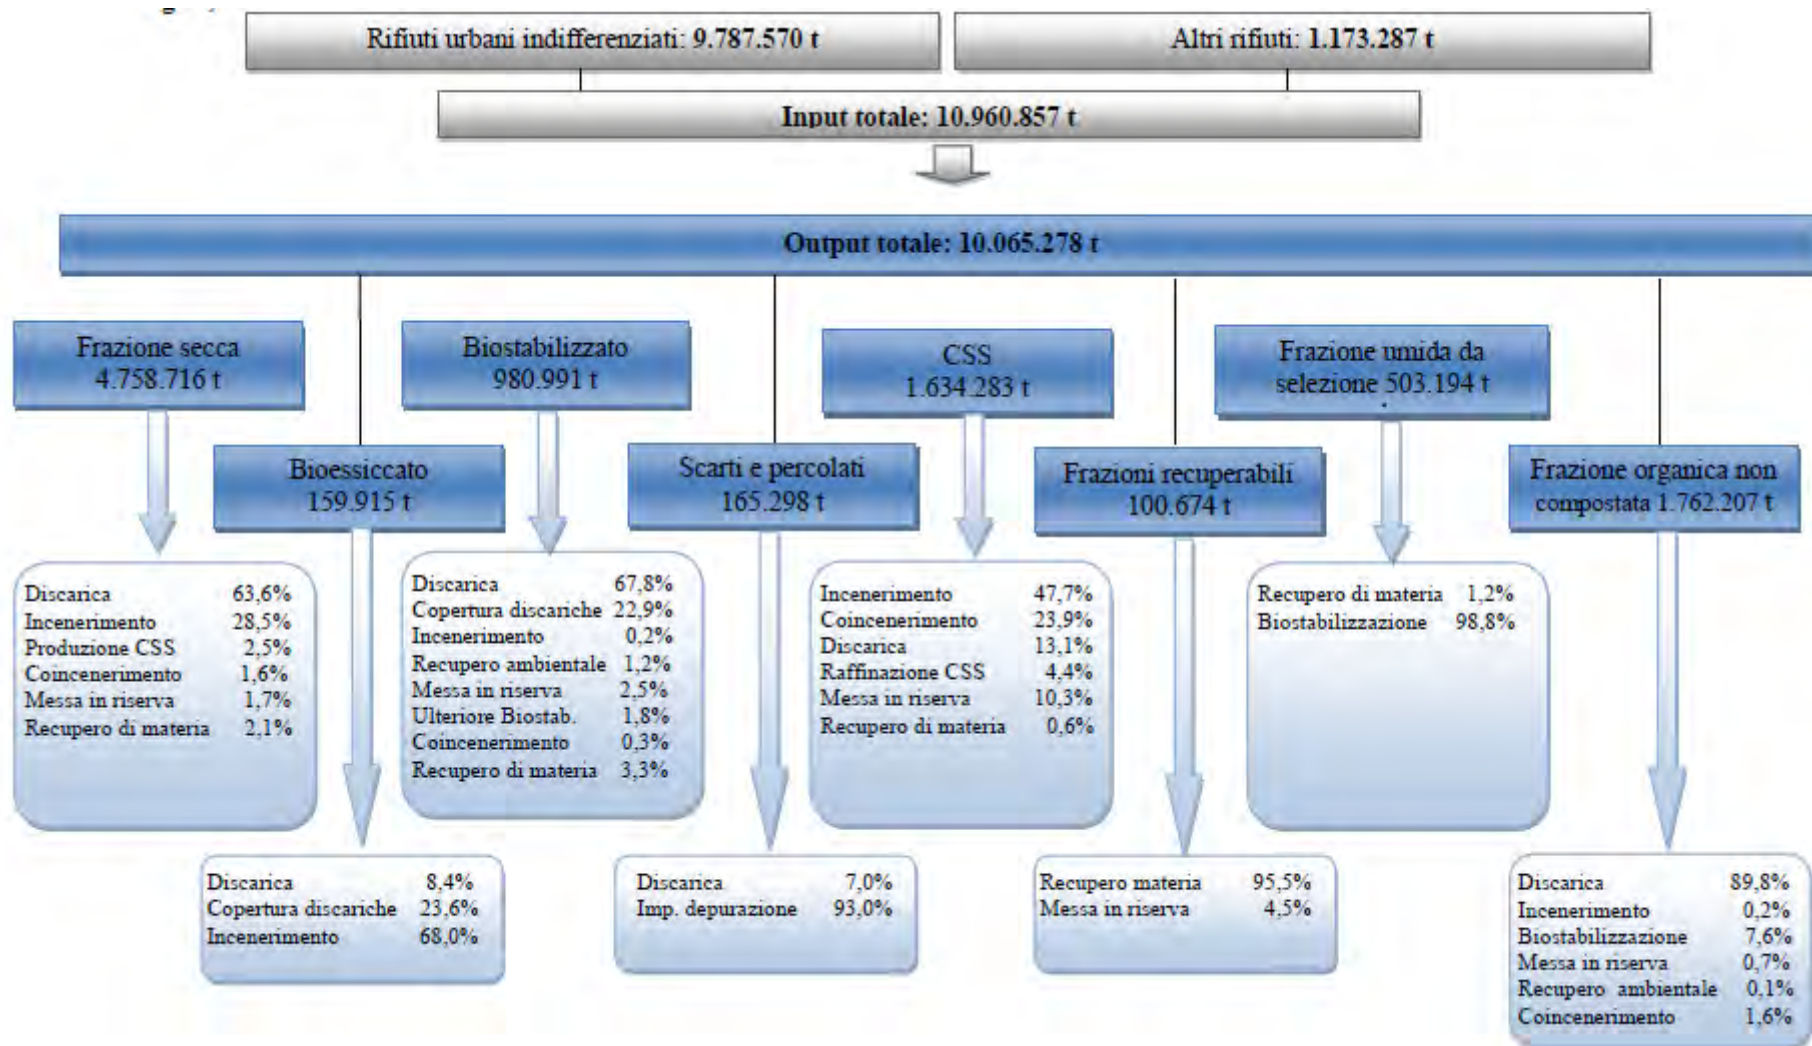 Rifiuti urbani indifferenziati: 9.787.570 t
Altri rifiuti: 1.173.287 t
Input totale: 10.960.857 t
Output totale: 10.065.278 t
Frazione secca
4.758.716 t
Biostabilizzato
980.991 t
CSS
1.634.283 t
Frazione umida da
selezione 503.194 t
Bioessiccato
159.915 t
Scarti e percolati
165.298 t
Frazioni recuperabili
100.674 t
Frazione organica non
compostata 1.762.207 t
Discarica 63,6%
Incenerimento 28,5%
Produzione CSS 2,5%
Coincenerimento 1,6%
Messa in riserva 1,7%
Recupero di materia 2,1%
Discarica 67,8%
Copertura discariche 22,9%
Incenerimento 0,2%
Recupero ambientale 1,2%
Messa in riserva 2,5%
Ulteriore Biostab. 1,8%
Coincenerimento 0,3%
Recupero di materia 3,3%
Incenerimento 47,7%
Coincenerimento 23,9%
Discarica 13,1%
Raffinazione CSS 4,4%
Messa in riserva 10,3%
Recupero di materia 0,6%
Recupero di materia 1,2%
Biostabilizzazione 98,8%
Discarica 8,4%
Copertura discariche 23,6%
Incenerimento 68,0%
Discarica 7,0%
Imp. depurazione 93,0%
Recupero materia 95,5%
Messa in riserva 4,5%
Discarica 89,8%
Incenerimento 0,2%
Biostabilizzazione 7,6%
Messa in riserva 0,7%
Recupero ambientale 0,1%
Coincenerimento 1,6%